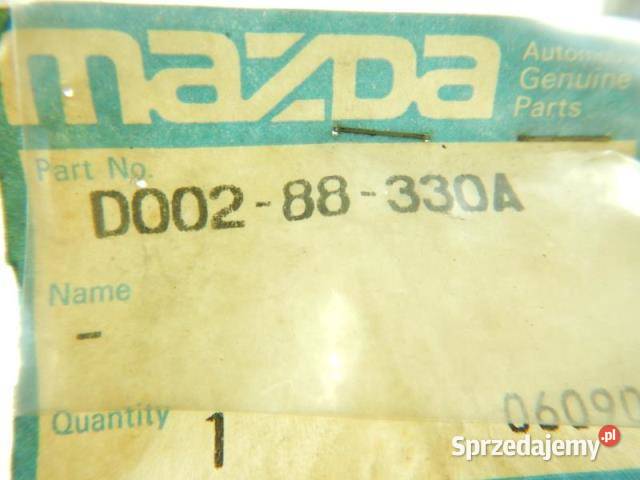 mazda
Genuine
Parts
Part No.
D002-88-330A
Name
-
Quantity 1
Sprzedajemy.pl